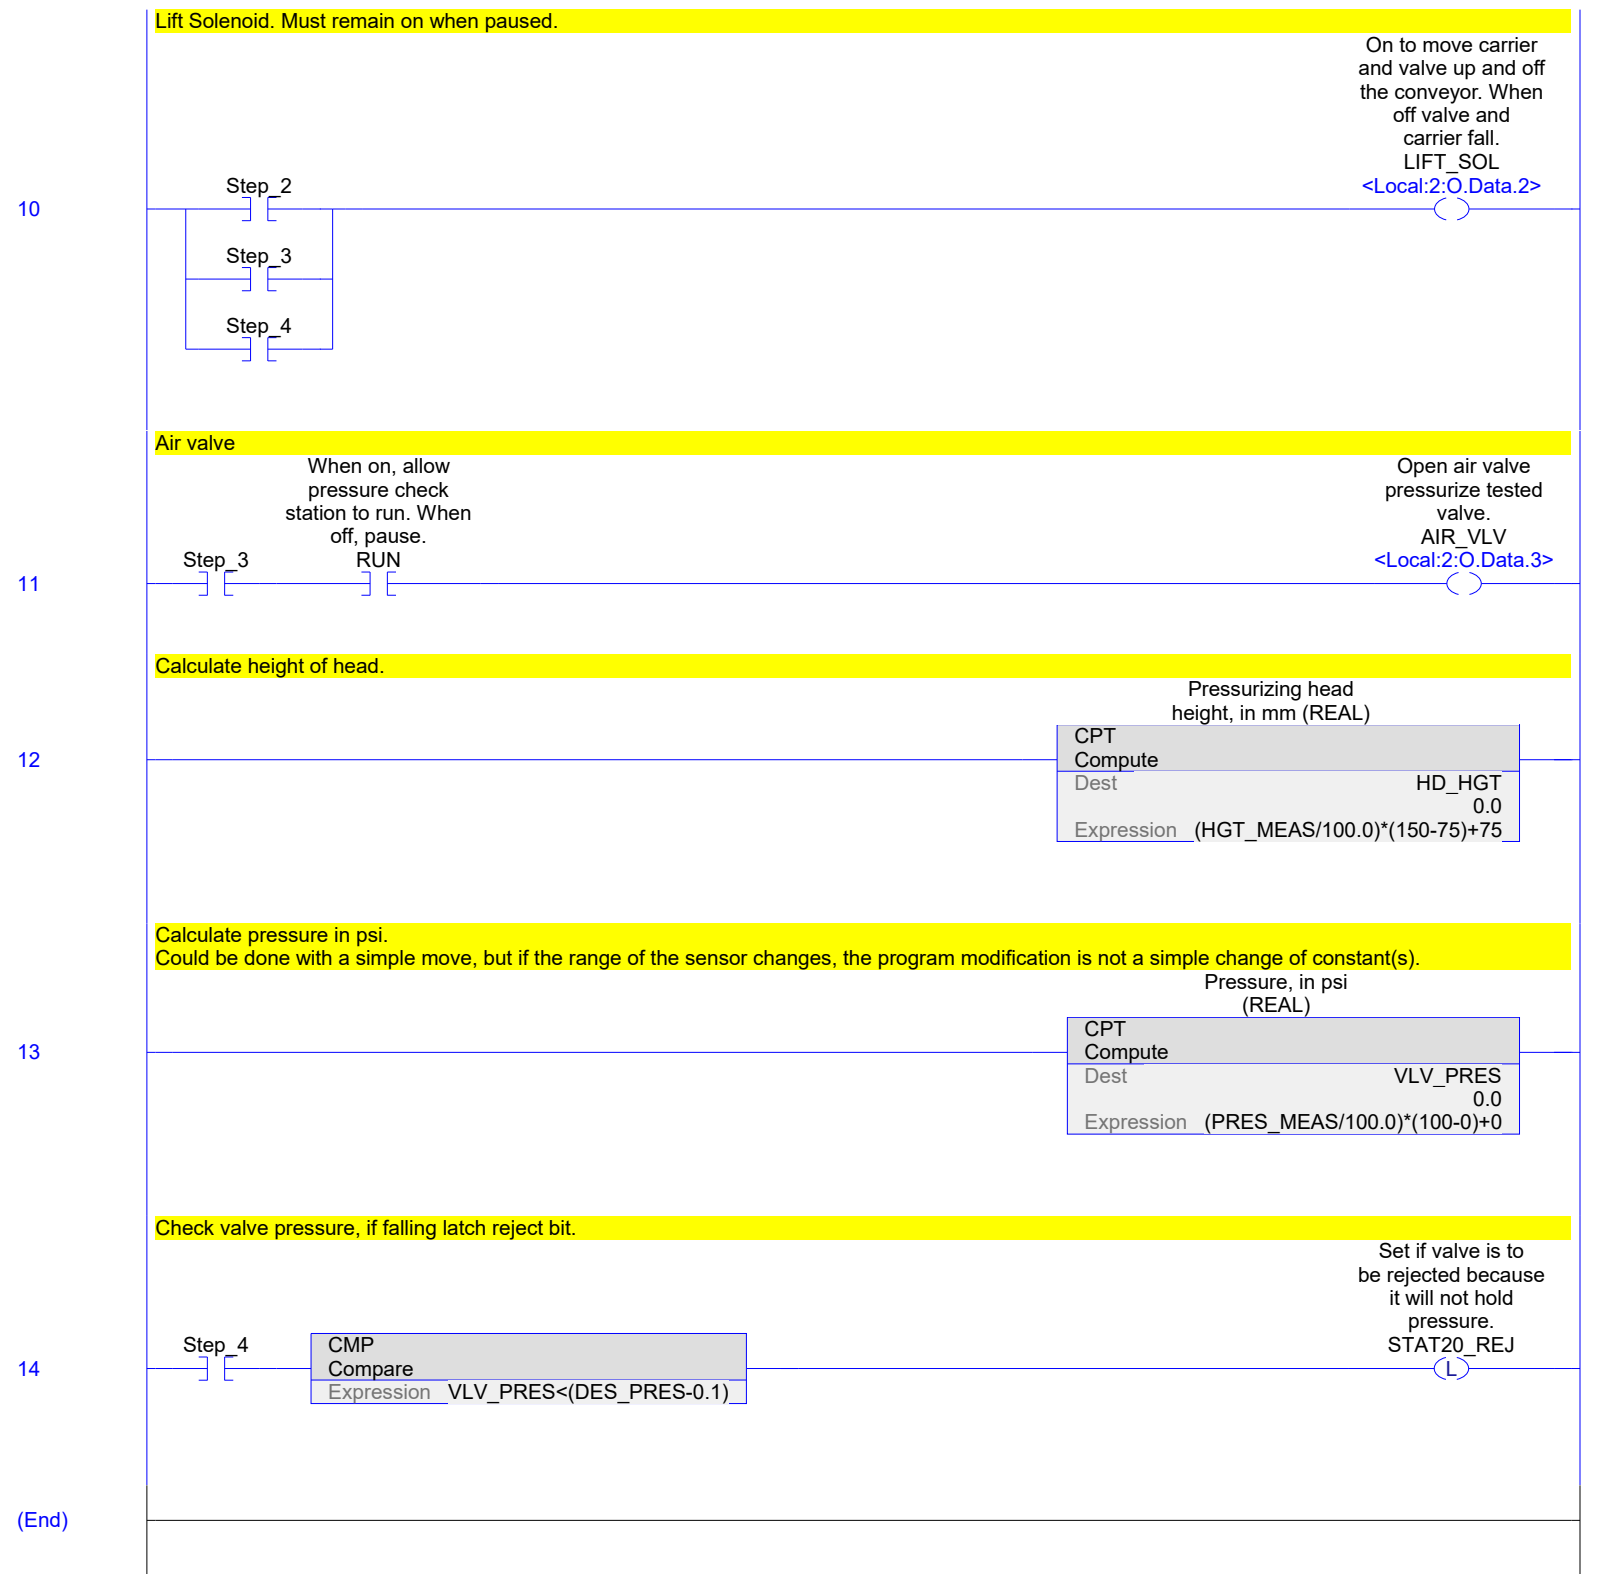 Lift Solenoid. Must remain on when paused.
On to move carrier
and valve up and off
the conveyor. When
off valve and
carrier fall.
LIFT_SOL
<Local:2:O.Data.2>
Step_2
10
Step_3
Step_4
Air valve
When on, allow
pressure check
station to run. When
off, pause.
RUN
Step_3
Open air valve
pressurize tested
valve.
AIR_VLV
<Local:2:O.Data.3>
11
Calculate height of head.
Pressurizing head
height, in mm (REAL)
12
CPT
Compute
Dest HD_HGT
0.0
Expression (HGT_MEAS/100.0)*(150-75)+75
Calculate pressure in psi.
Could be done with a simple move, but if the range of the sensor changes, the program modification is not a simple change of constant(s).
Pressure, in psi
(REAL)
13
CPT
Compute
Dest VLV_PRES
0.0
Expression (PRES_MEAS/100.0)*(100-0)+0
Check valve pressure, if falling latch reject bit.
Set if valve is to
be rejected because
it will not hold
pressure.
STAT20_REJ
L
14
Step_4
CMP
Compare
Expression VLV_PRES<(DES_PRES-0.1)
(End)